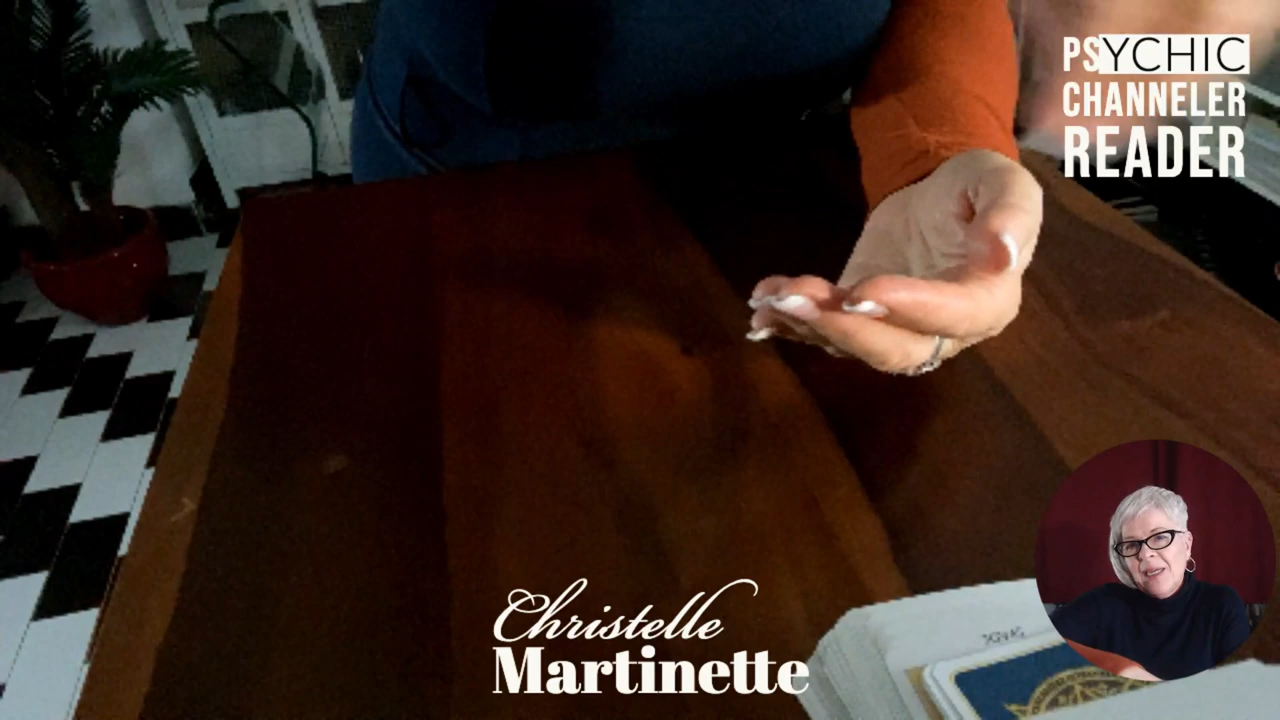 PSYCHIC
CHANNELER
READER
Christelle
Martinette